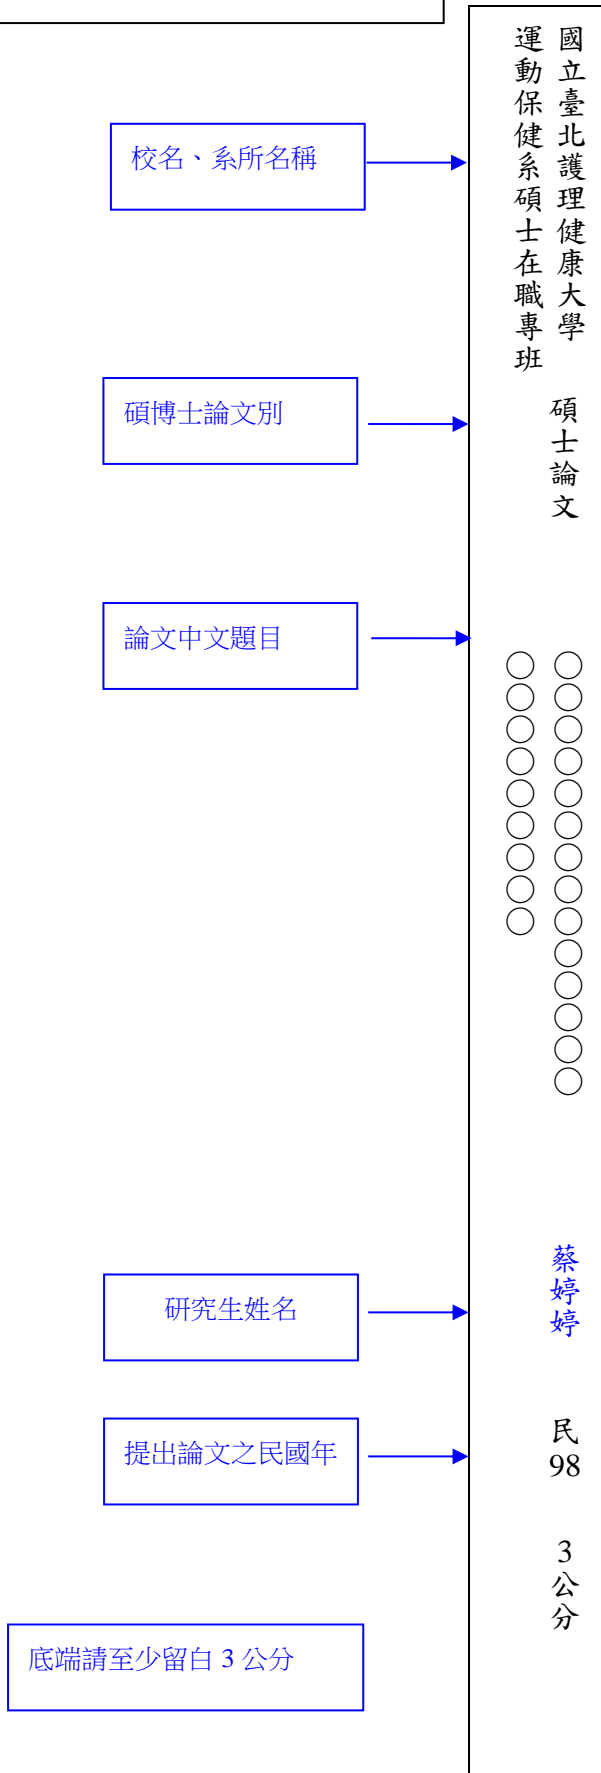 校名、系所名稱
碩博士論文別
論文中文題目
研究生姓名
提出論文之民國年
底端請至少留白 3 公分
國立臺北護理健康大學
運動保健系碩士在職專班
碩士論文
○○○○○○○○○○○○○○
○○○○○○○○○
蔡婷婷
民98
3公分